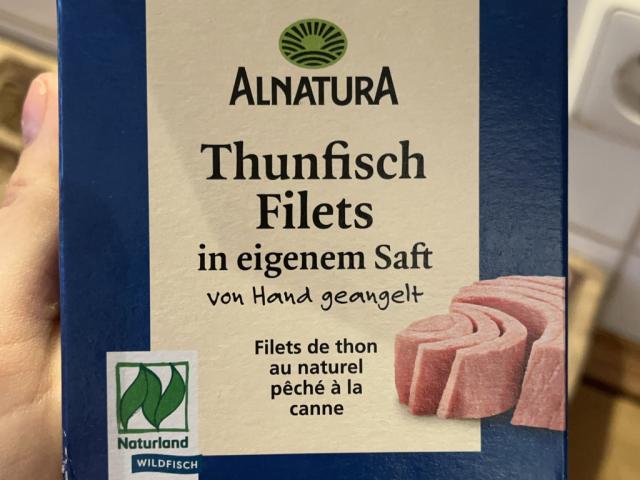 ALNATURA
Thunfisch
Filets
in eigenem Saft
von Hand geangelt
Filets de thon
au naturel
pêché à la
canne
Naturland
WILDFISCH